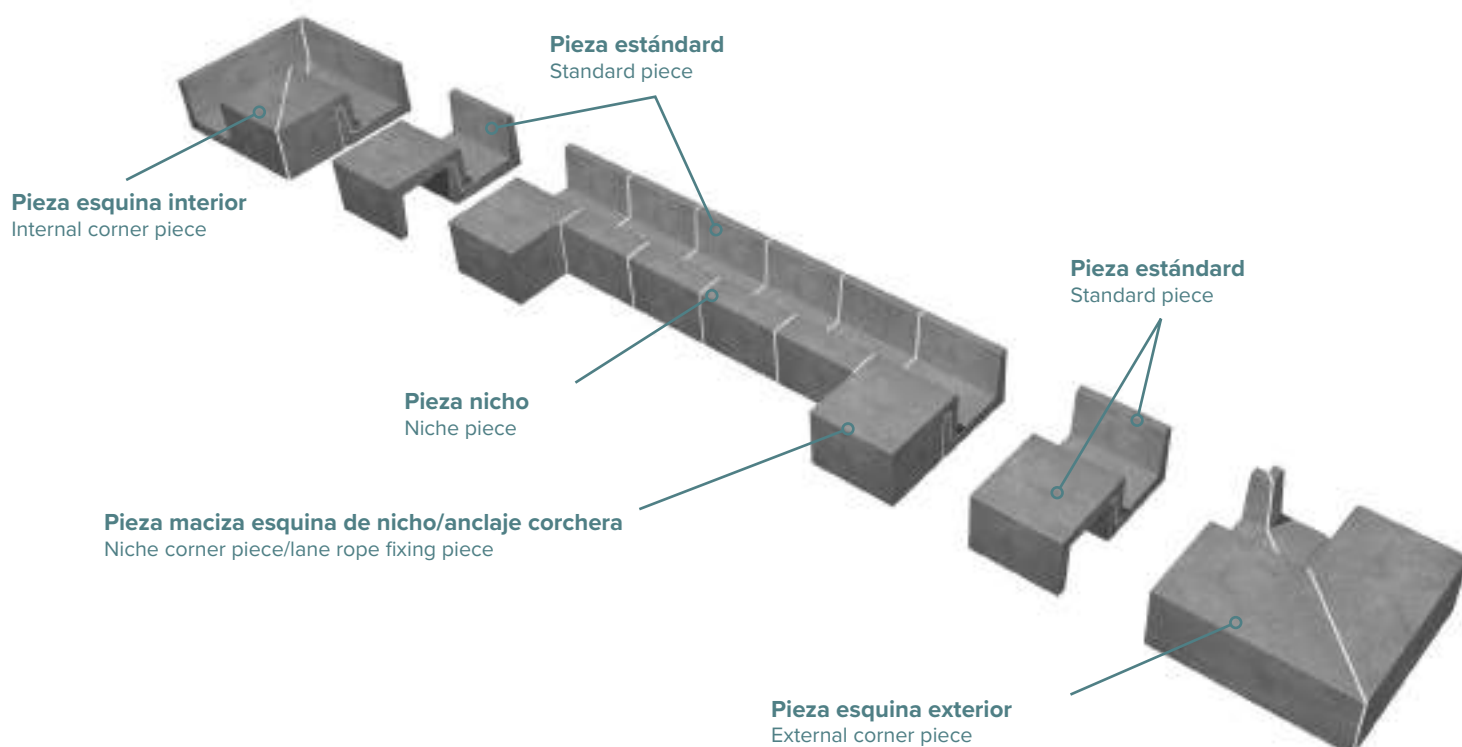 Pieza estándard
Standard piece
Pieza esquina interior
Internal corner piece
Pieza estándard
Standard piece
Pieza nicho
Niche piece
Pieza maciza esquina de nicho/anclaje corchera
Niche corner piece/lane rope fixing piece
Pieza esquina exterior
External corner piece